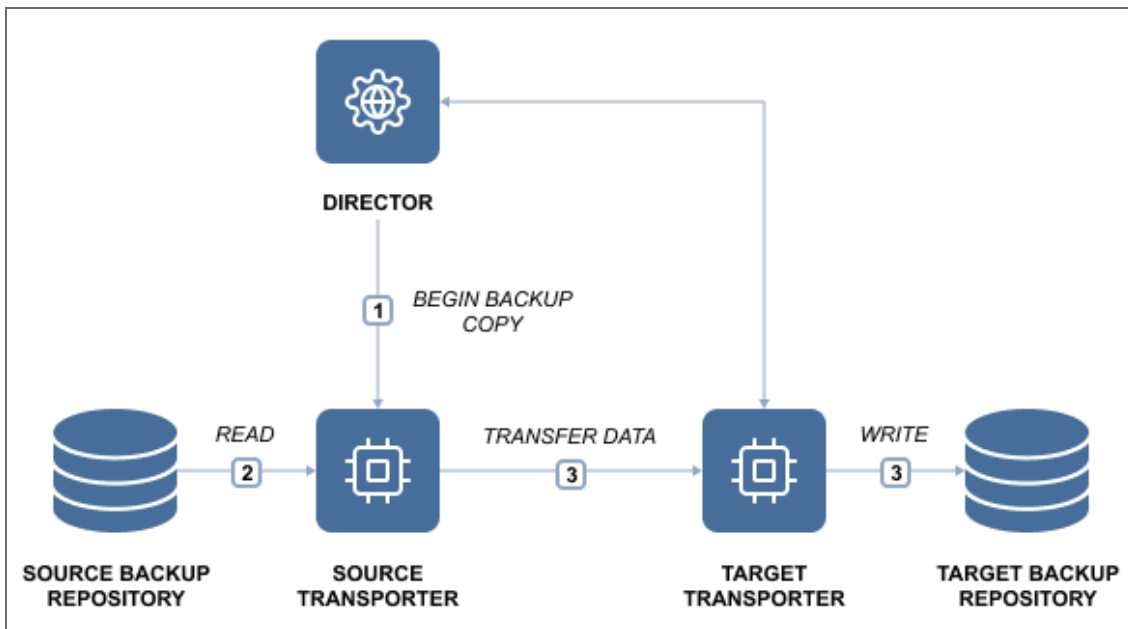 DIRECTOR
1
BEGIN BACKUP
COPY
READ
2
TRANSFER DATA
3
WRITE
3
SOURCE BACKUP
REPOSITORY
SOURCE
TRANSPORTER
TARGET
TRANSPORTER
TARGET BACKUP
REPOSITORY